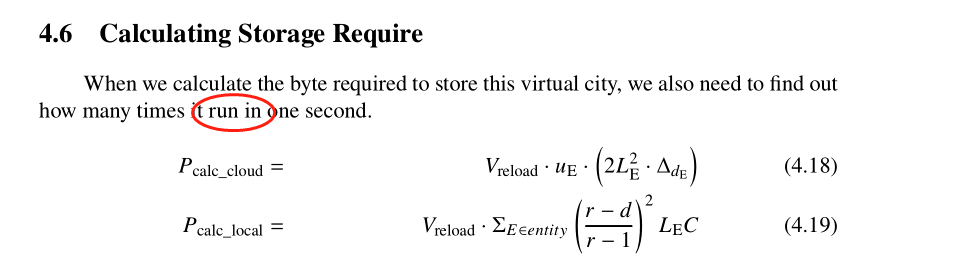 4.6 Calculating Storage Require
When we calculate the byte required to store this virtual city, we also need to find out
how many times it run in one second.
P_calc_cloud = V_reload · u_E · (2L_E^2 · Δ_{d_E}) (4.18)
P_calc_local = V_reload · Σ_{E∈entity} ((r − d)/(r − 1))^2 L_E C (4.19)